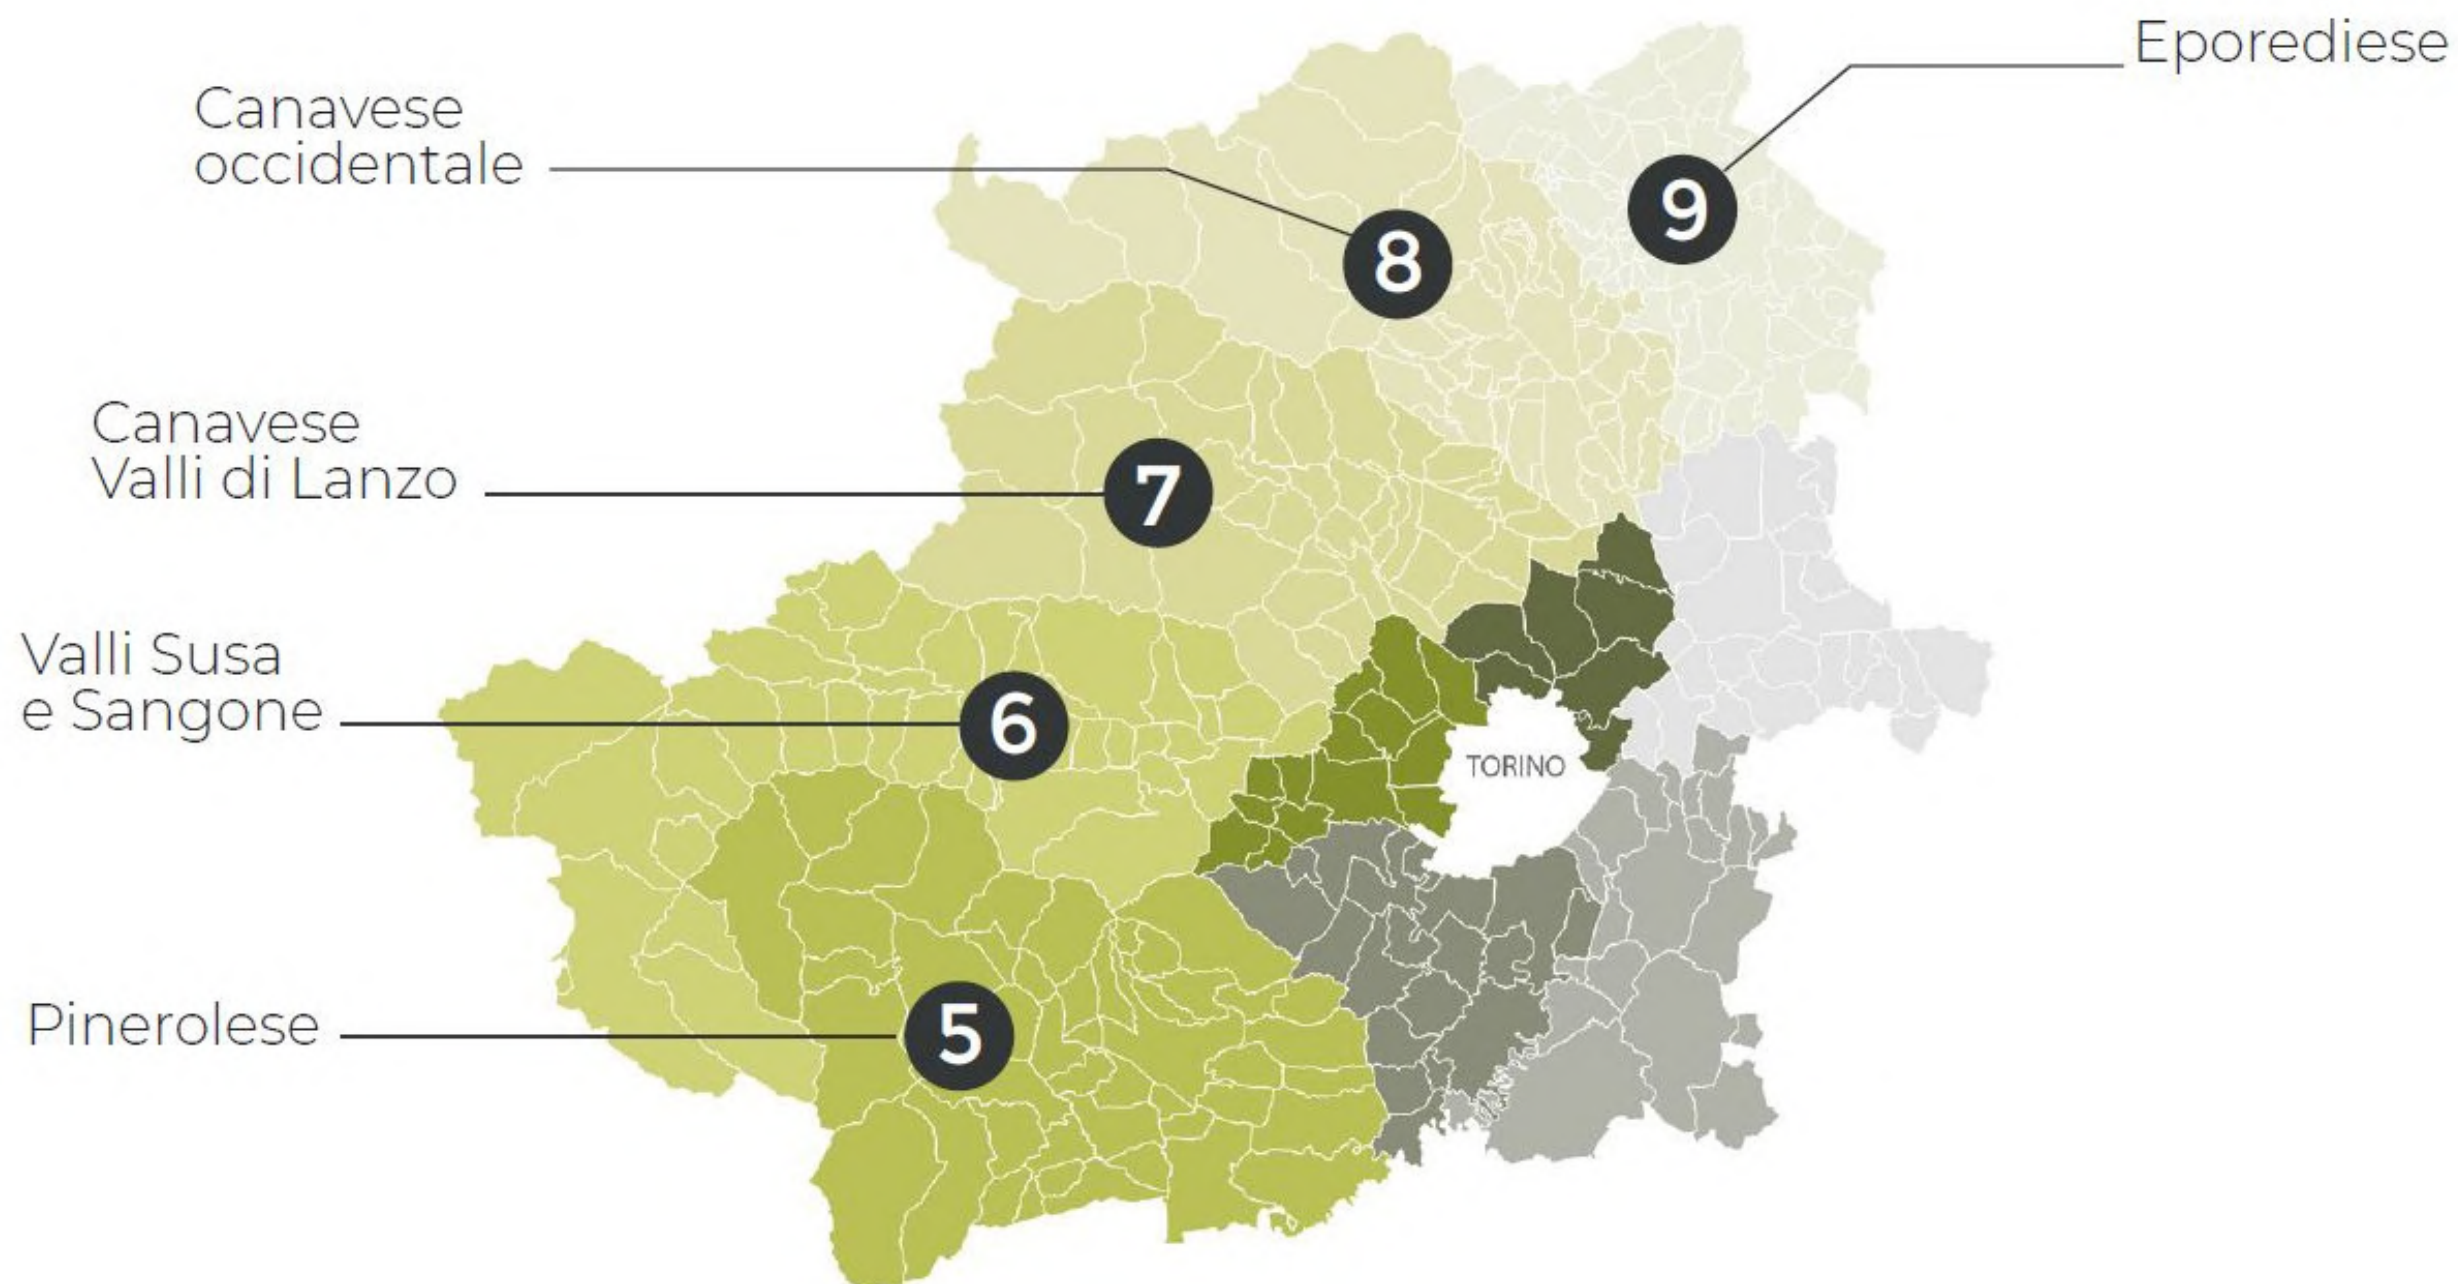 Eporediese
Canavese
occidentale
9
8
Canavese
Valli di Lanzo
7
Valli Susa
e Sangone
6
TORINO
Pinerolese
5